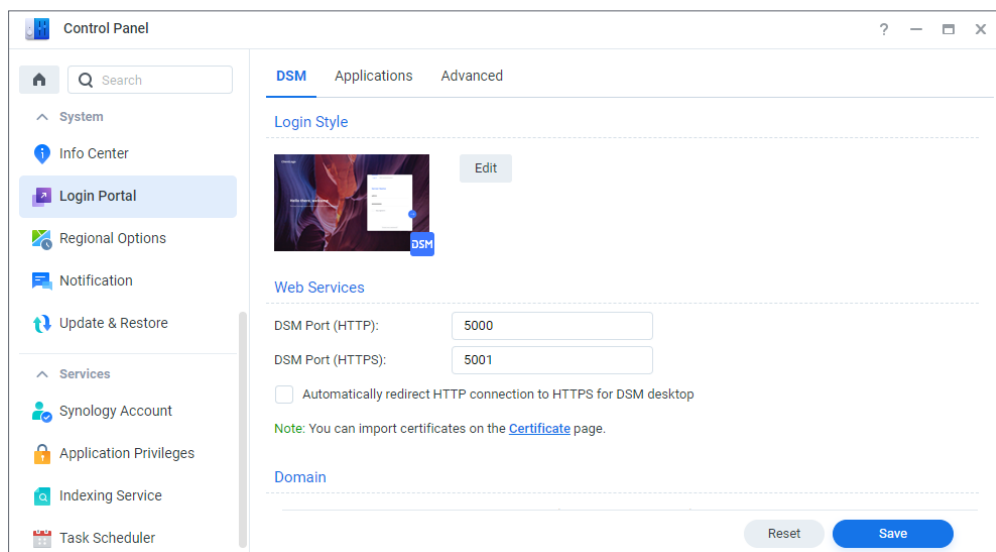 Control Panel
?
Search
System
Info Center
Login Portal
Regional Options
Notification
Update & Restore
Services
Synology Account
Application Privileges
Indexing Service
Task Scheduler
DSM Applications Advanced
Login Style
DSM
Edit
Web Services
DSM Port (HTTP): 5000
DSM Port (HTTPS): 5001
Automatically redirect HTTP connection to HTTPS for DSM desktop
Note: You can import certificates on the Certificate page.
Domain
Reset Save